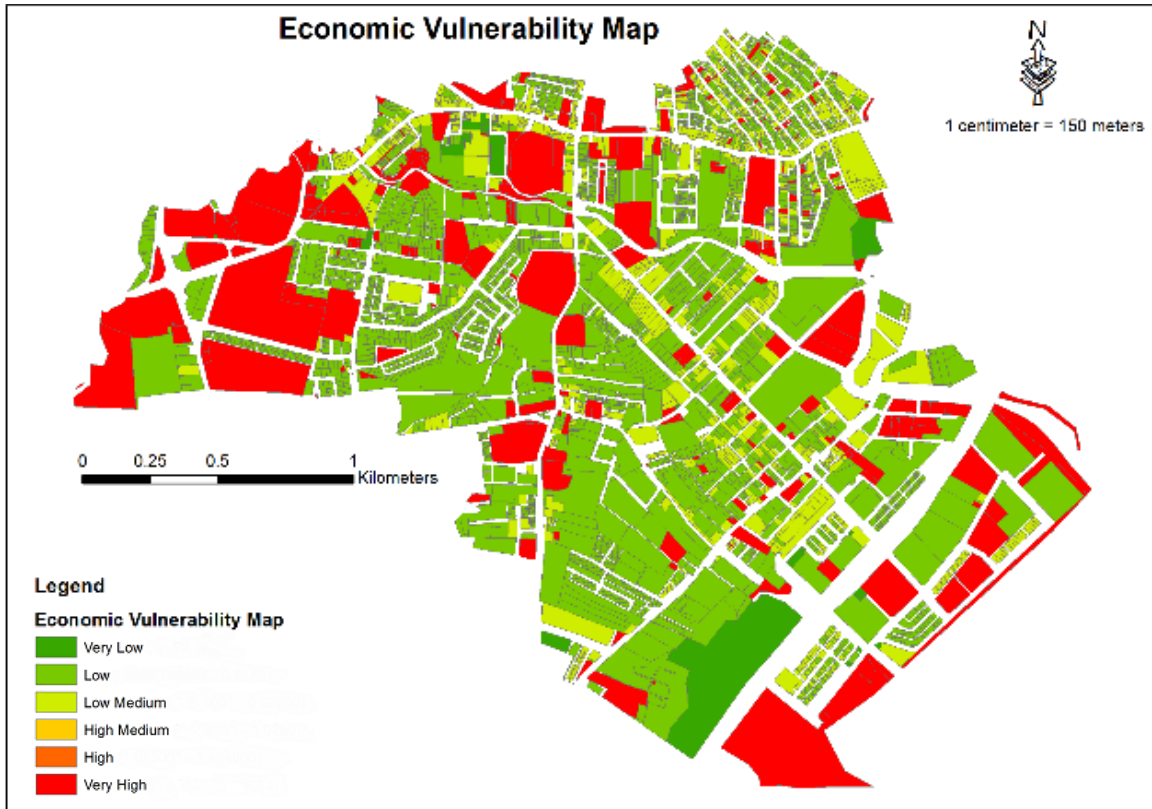 Economic Vulnerability Map
N
1 centimeter = 150 meters
0 0.25 0.5 1
Kilometers
Legend
Economic Vulnerability Map
Very Low
Low
Low Medium
High Medium
High
Very High